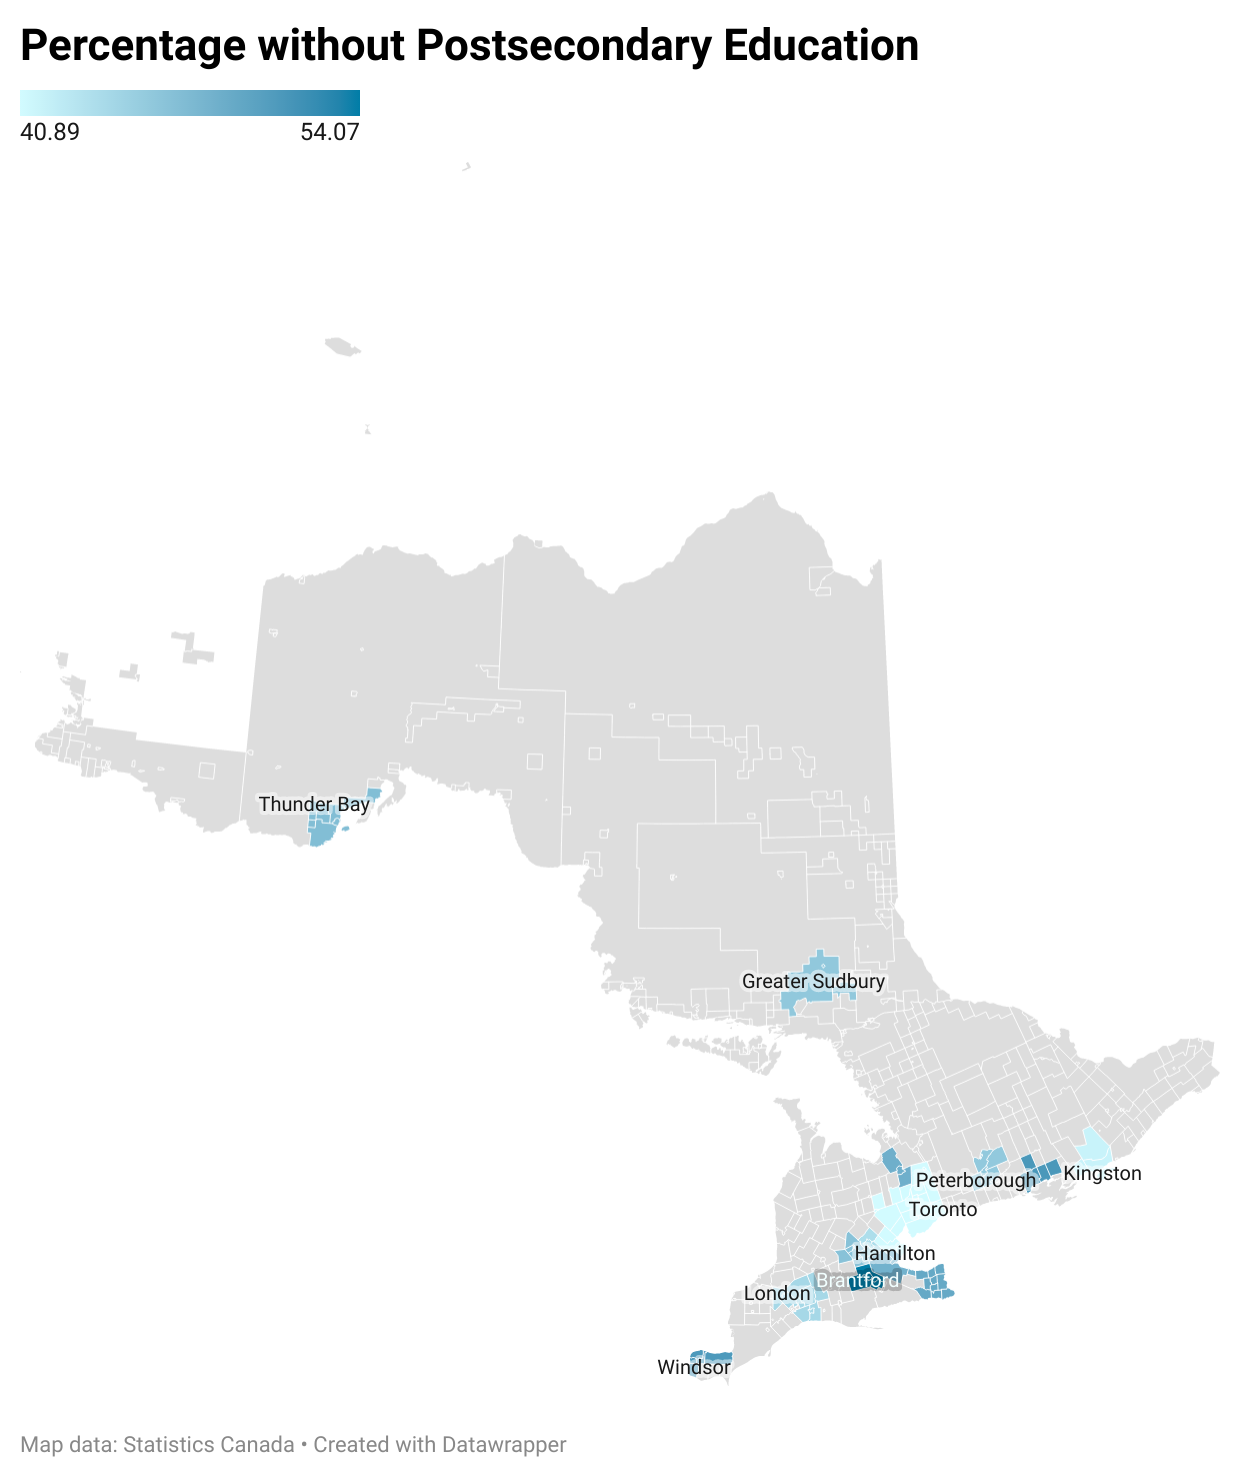 Percentage without Postsecondary Education
40.89 54.07
Thunder Bay
Greater Sudbury
Kingston
Peterborough
Toronto
Hamilton
Brantford
London
Windsor
Map data: Statistics Canada • Created with Datawrapper